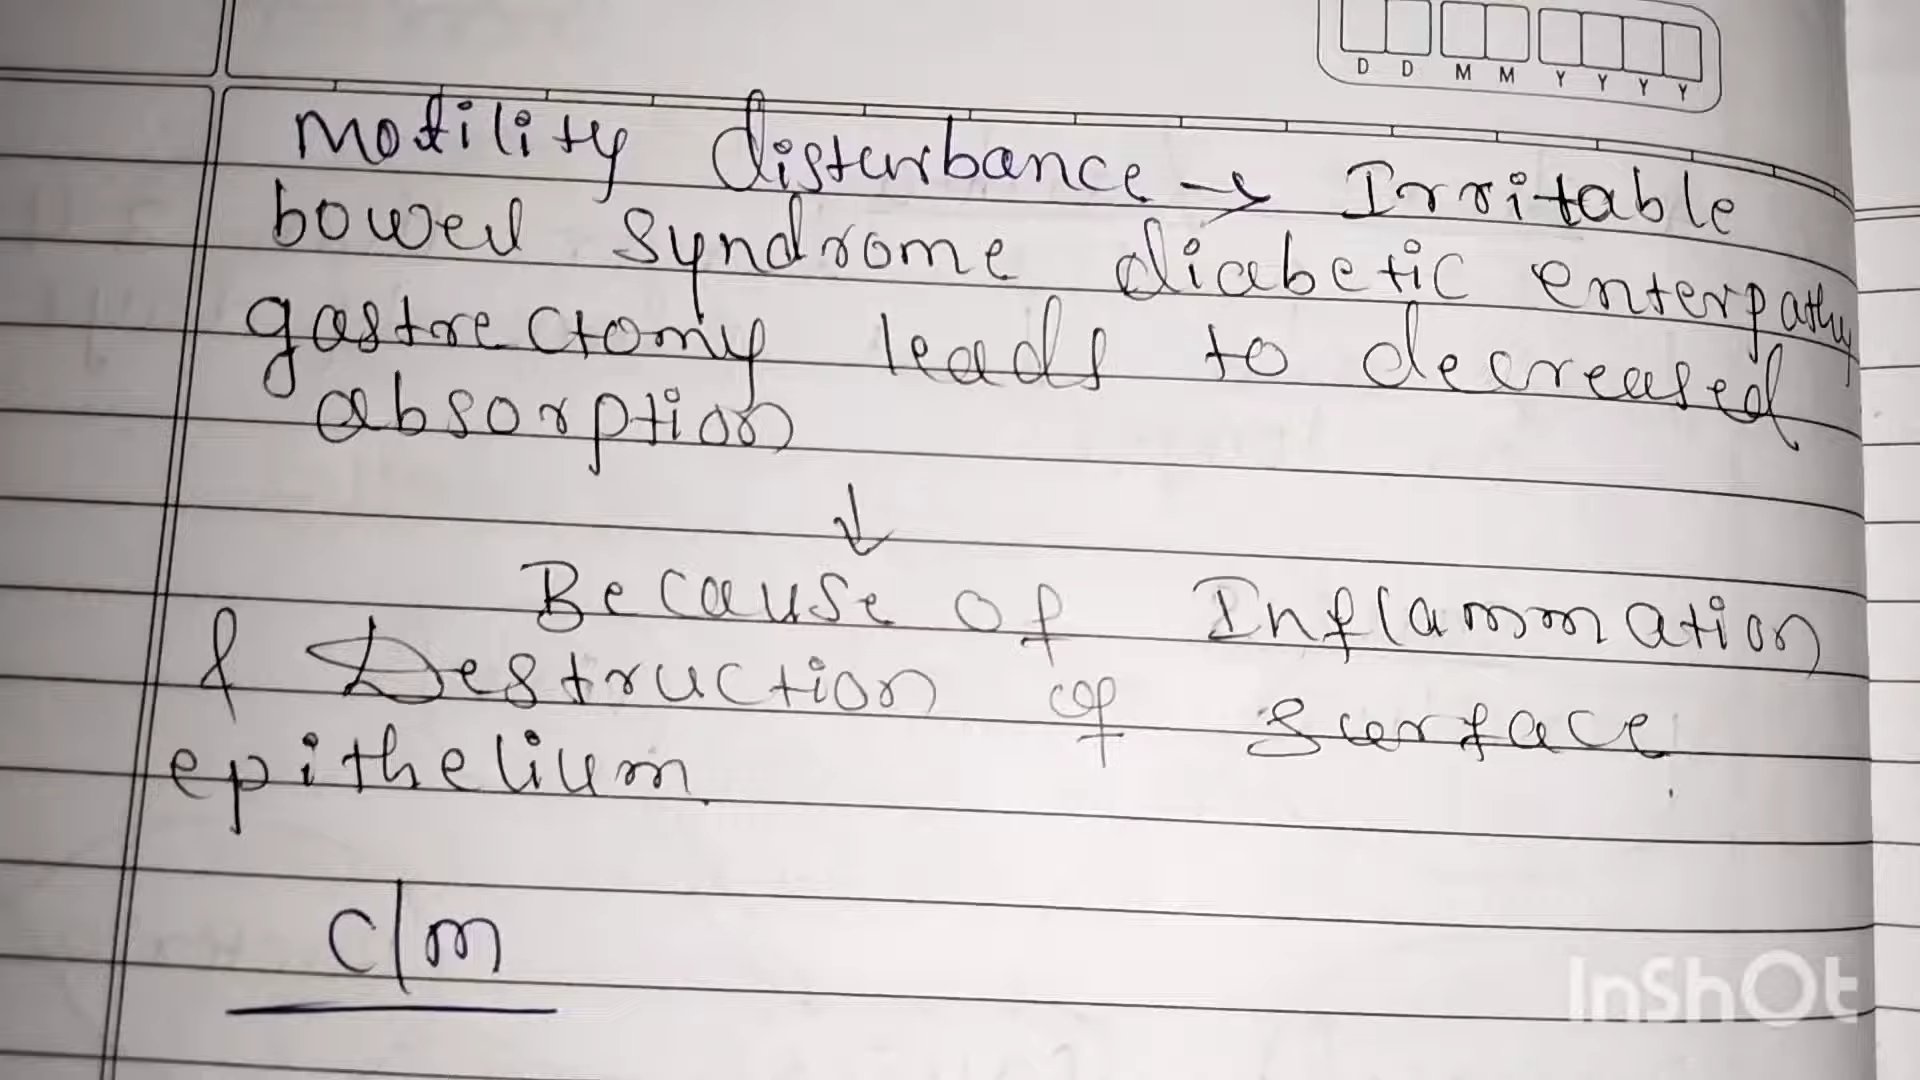 D D M M Y Y Y Y
Motility disturbance → Irritable
bowel syndrome diabetic enterpathy
gastrectomy leads to decreased
absorption
↓
Because of Inflammation
& Destruction of surface
epithelium.
C/m
InShOt